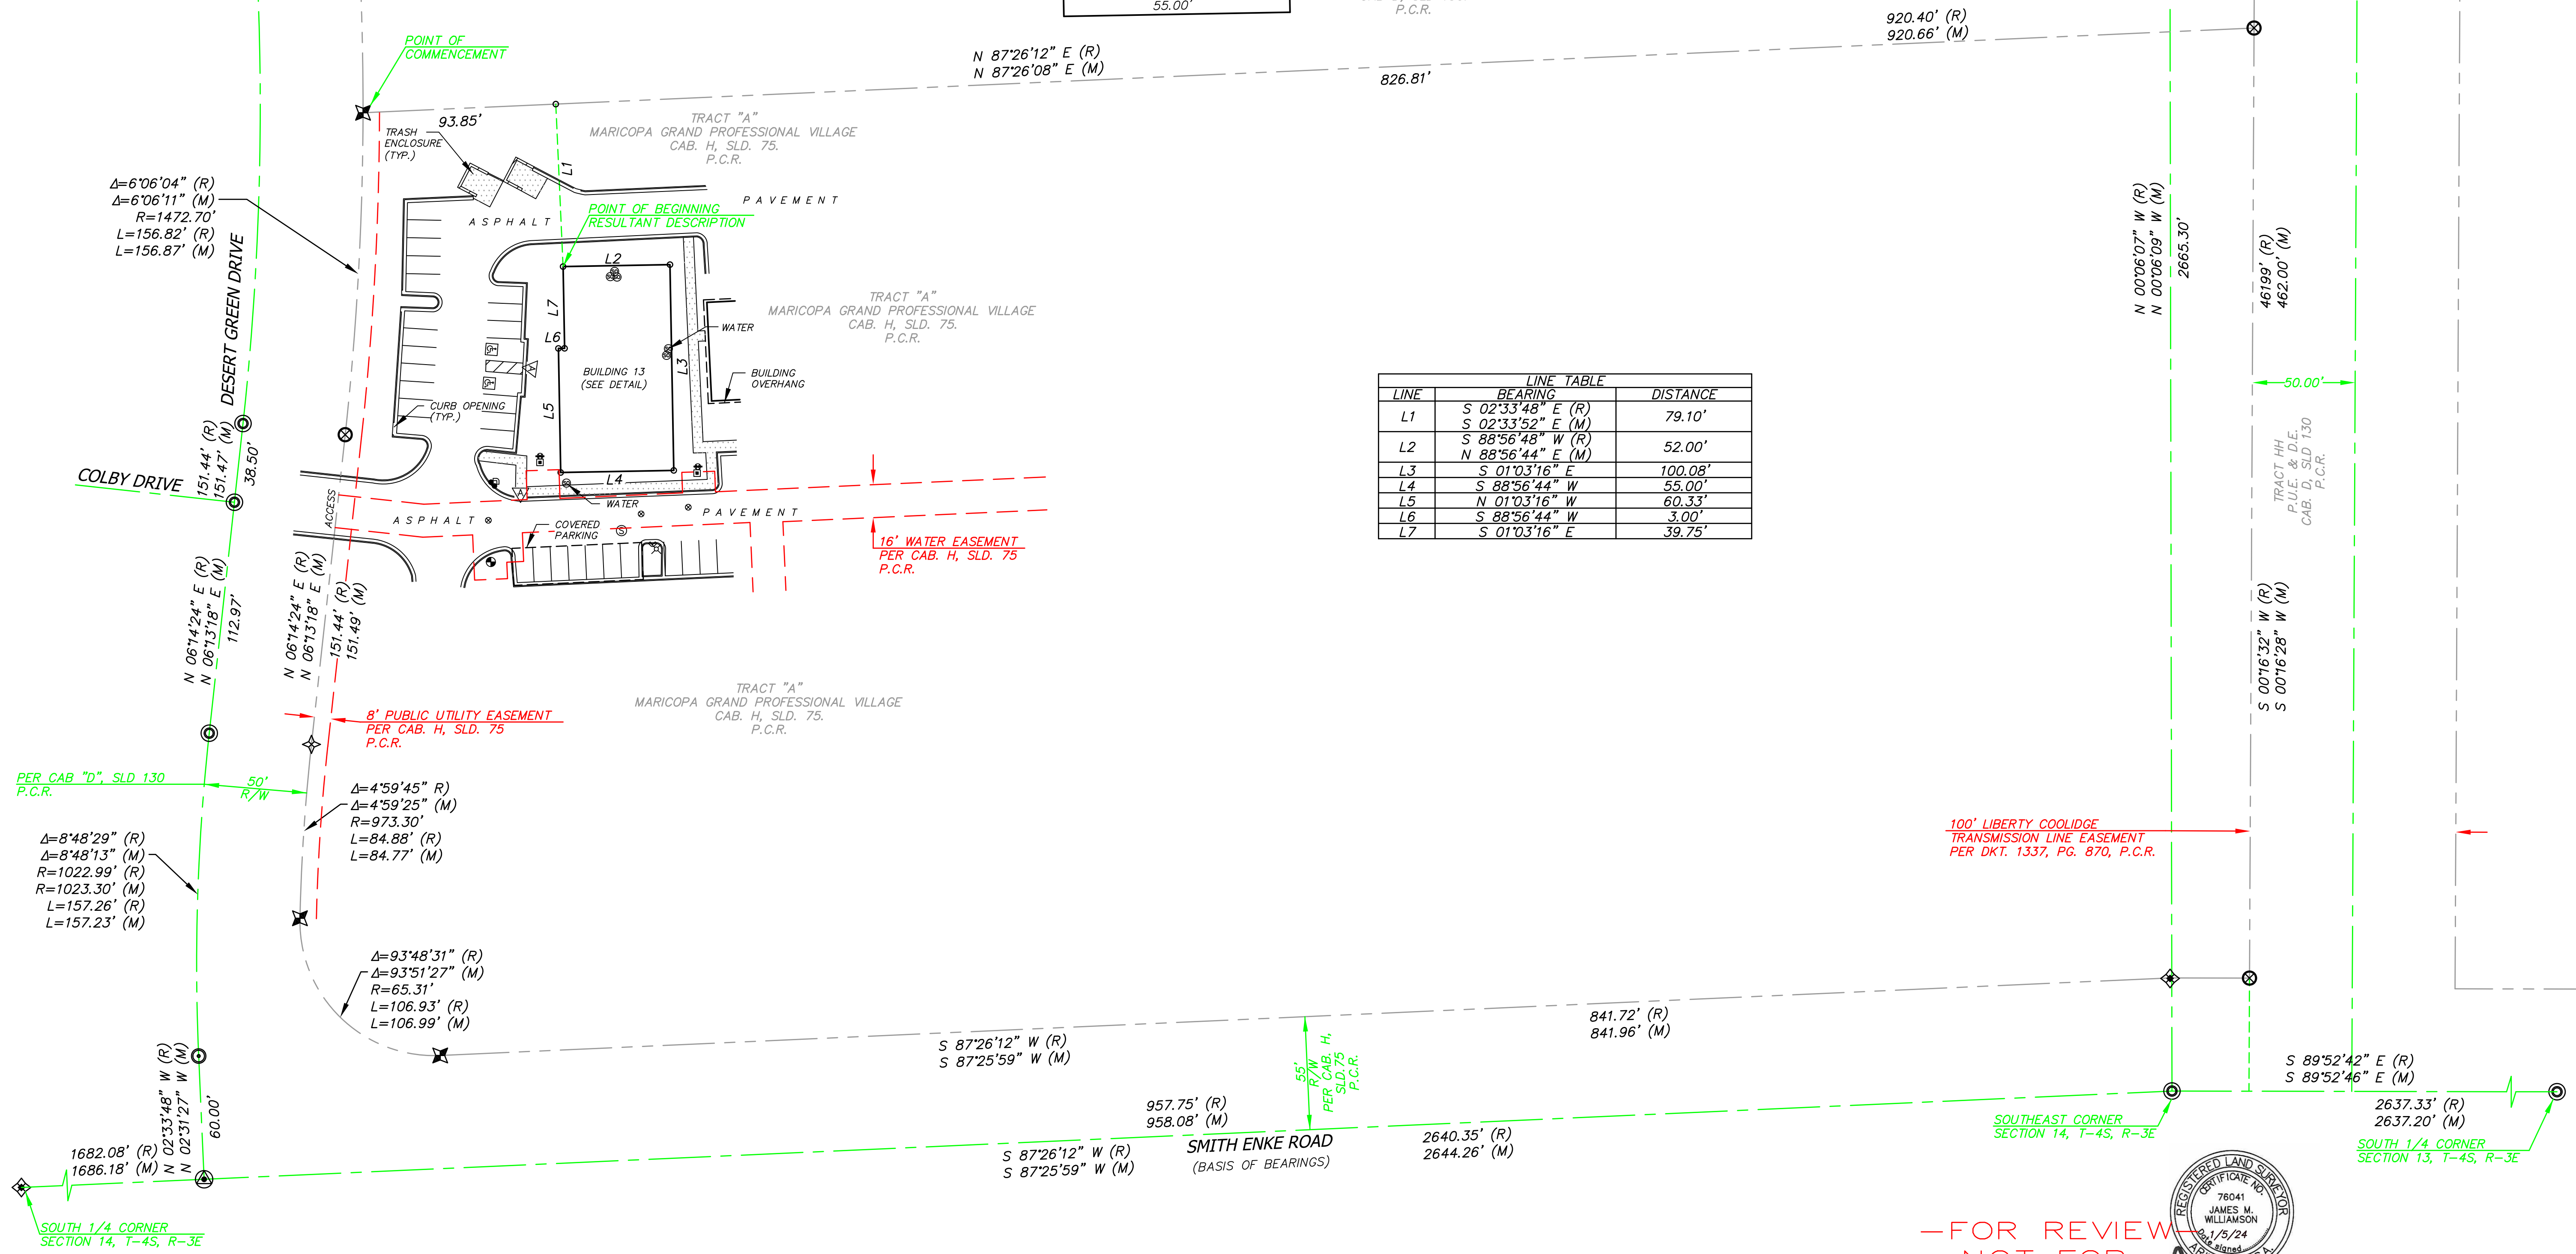 55.00'
P.C.R.
920.40' (R)
920.66' (M)
POINT OF
COMMENCEMENT
N 87°26'12" E (R)
N 87°26'08" E (M)
826.81'
93.85'
TRASH
ENCLOSURE
(TYP.)
TRACT "A"
MARICOPA GRAND PROFESSIONAL VILLAGE
CAB. H, SLD. 75.
P.C.R.
L1
Δ=6°06'04" (R)
Δ=6°06'11" (M)
R=1472.70'
L=156.82' (R)
L=156.87' (M)
ASPHALT
PAVEMENT
POINT OF BEGINNING
RESULTANT DESCRIPTION
DESERT GREEN DRIVE
L2
L7
L6
L3
L5
L4
BUILDING 13
(SEE DETAIL)
WATER
BUILDING
OVERHANG
CURB OPENING
(TYP.)
TRACT "A"
MARICOPA GRAND PROFESSIONAL VILLAGE
CAB. H, SLD. 75.
P.C.R.
N 00°06'07" W (R)
N 00°06'09" W (M)
2665.30'
46199' (R)
462.00' (M)
50.00'
TRACT HH
P.U.E. & D.E.
CAB. D, SLD 130
P.C.R.
LINE TABLE
LINE BEARING DISTANCE
L1 S 02°33'48" E (R) 79.10'
S 02°33'52" E (M)
L2 S 88°56'48" W (R) 52.00'
N 88°56'44" E (M)
L3 S 01°03'16" E 100.08'
L4 S 88°56'44" W 55.00'
L5 N 01°03'16" W 60.33'
L6 S 88°56'44" W 3.00'
L7 S 01°03'16" E 39.75'
COLBY DRIVE
151.44' (R)
151.47' (M)
38.50'
ACCESS
WATER
ASPHALT
PAVEMENT
COVERED
PARKING
16' WATER EASEMENT
PER CAB. H, SLD. 75
P.C.R.
N 06°14'24" E (R)
N 06°13'18" E (M)
112.97'
N 06°14'24" E (R)
N 06°13'18" E (M)
151.44' (R)
151.49' (M)
S 00°16'32" W (R)
S 00°16'28" W (M)
TRACT "A"
MARICOPA GRAND PROFESSIONAL VILLAGE
CAB. H, SLD. 75.
P.C.R.
8' PUBLIC UTILITY EASEMENT
PER CAB. H, SLD. 75
P.C.R.
PER CAB "D", SLD 130
P.C.R.
50'
R/W
Δ=4°59'45" R)
Δ=4°59'25" (M)
R=973.30'
L=84.88' (R)
L=84.77' (M)
Δ=8°48'29" (R)
Δ=8°48'13" (M)
R=1022.99' (R)
R=1023.30' (M)
L=157.26' (R)
L=157.23' (M)
100' LIBERTY COOLIDGE
TRANSMISSION LINE EASEMENT
PER DKT. 1337, PG. 870, P.C.R.
Δ=93°48'31" (R)
Δ=93°51'27" (M)
R=65.31'
L=106.93' (R)
L=106.99' (M)
841.72' (R)
841.96' (M)
S 87°26'12" W (R)
S 87°25'59" W (M)
55'
R/W
PER CAB. H,
SLD.75
P.C.R.
N 02°33'48" W (R)
N 02°31'27" W (M)
60.00'
S 89°52'42" E (R)
S 89°52'46" E (M)
2637.33' (R)
2637.20' (M)
957.75' (R)
958.08' (M)
SMITH ENKE ROAD
(BASIS OF BEARINGS)
S 87°26'12" W (R)
S 87°25'59" W (M)
2640.35' (R)
2644.26' (M)
SOUTHEAST CORNER
SECTION 14, T-4S, R-3E
SOUTH 1/4 CORNER
SECTION 13, T-4S, R-3E
1682.08' (R)
1686.18' (M)
SOUTH 1/4 CORNER
SECTION 14, T-4S, R-3E
REGISTERED LAND SURVEYOR
CERTIFICATE NO.
76041
JAMES M.
WILLIAMSON
1/5/24
Date signed
-FOR REVIEW-
NOT FOR